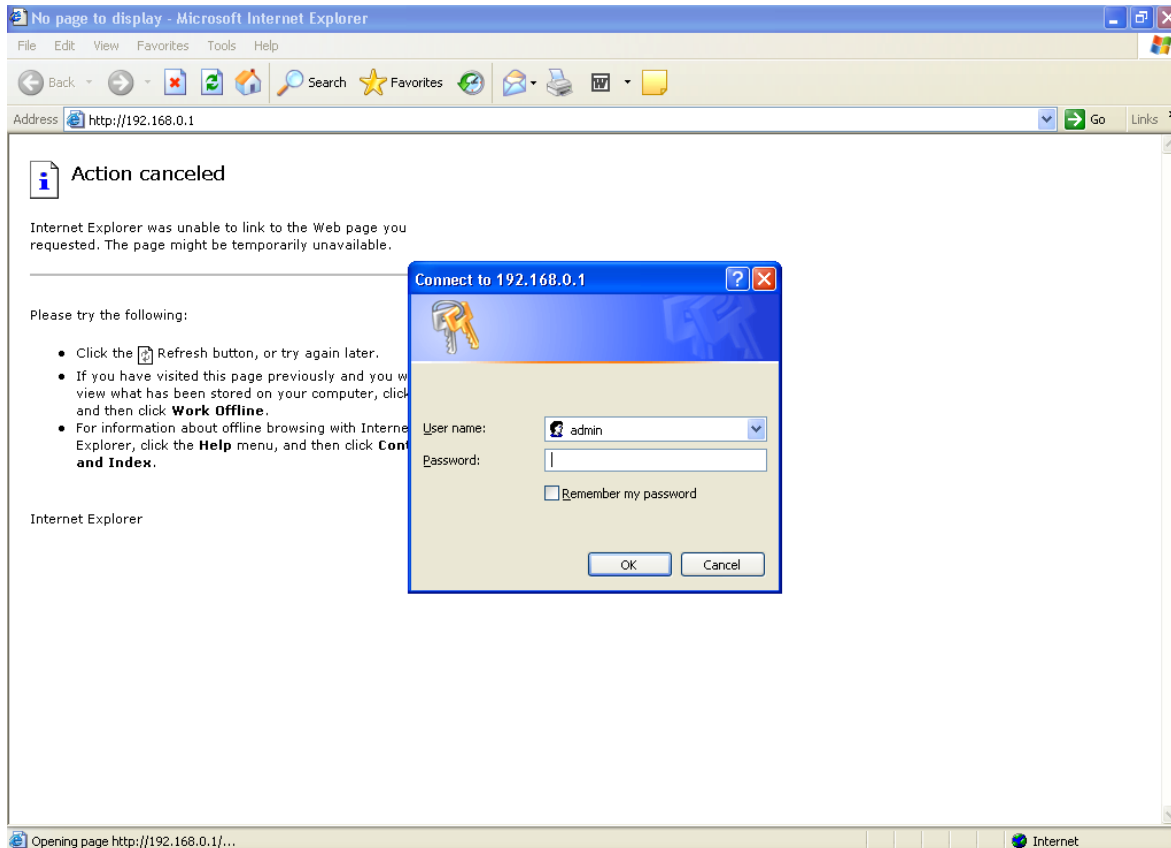 No page to display - Microsoft Internet Explorer
File Edit View Favorites Tools Help
Back Search Favorites
Address http://192.168.0.1 Go Links
Action canceled
Internet Explorer was unable to link to the Web page you
requested. The page might be temporarily unavailable.
Please try the following:
Click the Refresh button, or try again later.
If you have visited this page previously and you w
view what has been stored on your computer, click
and then click Work Offline.
For information about offline browsing with Interne
Explorer, click the Help menu, and then click Cont
and Index.
Internet Explorer
Connect to 192.168.0.1
User name: admin
Password:
Remember my password
OK Cancel
Opening page http://192.168.0.1/... Internet